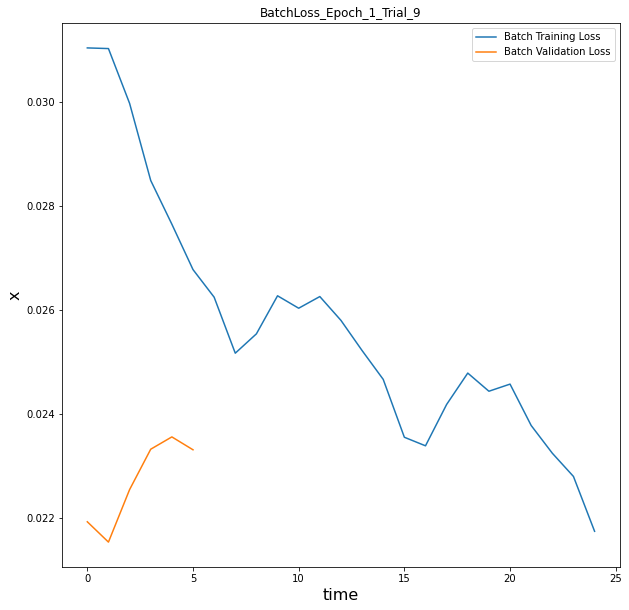 BatchLoss_Epoch_1_Trial_9
Batch Training Loss
Batch Validation Loss
0.030
0.028
0.026
0.024
0.022
x
0 5 10 15 20 25
time